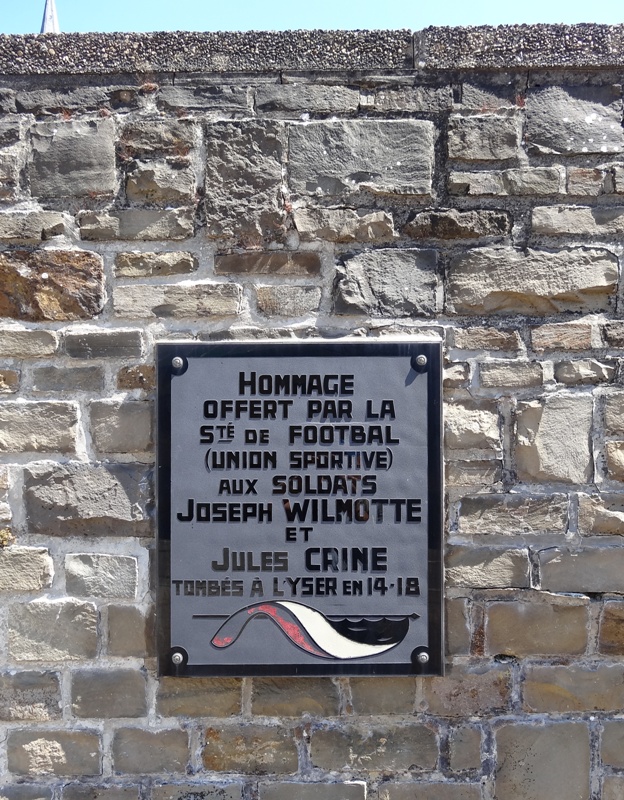 HOMMAGE
OFFERT PAR LA
STÉ DE FOOTBAL
(UNION SPORTIVE)
AUX SOLDATS
JOSEPH WILMOTTE
ET
JULES CRINE
TOMBÉS À L'YSER EN 14-18